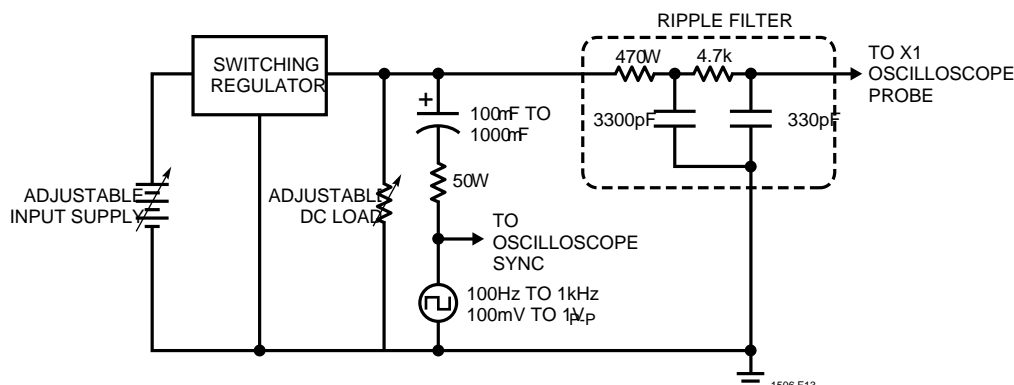 RIPPLE FILTER
SWITCHING
REGULATOR
470W
4.7k
TO X1
OSCILLOSCOPE
PROBE
+
100mF TO
1000mF
3300pF
330pF
50W
ADJUSTABLE
INPUT SUPPLY
ADJUSTABLE
DC LOAD
TO
OSCILLOSCOPE
SYNC
100Hz TO 1kHz
100mV TO 1VP-P
1506 F13